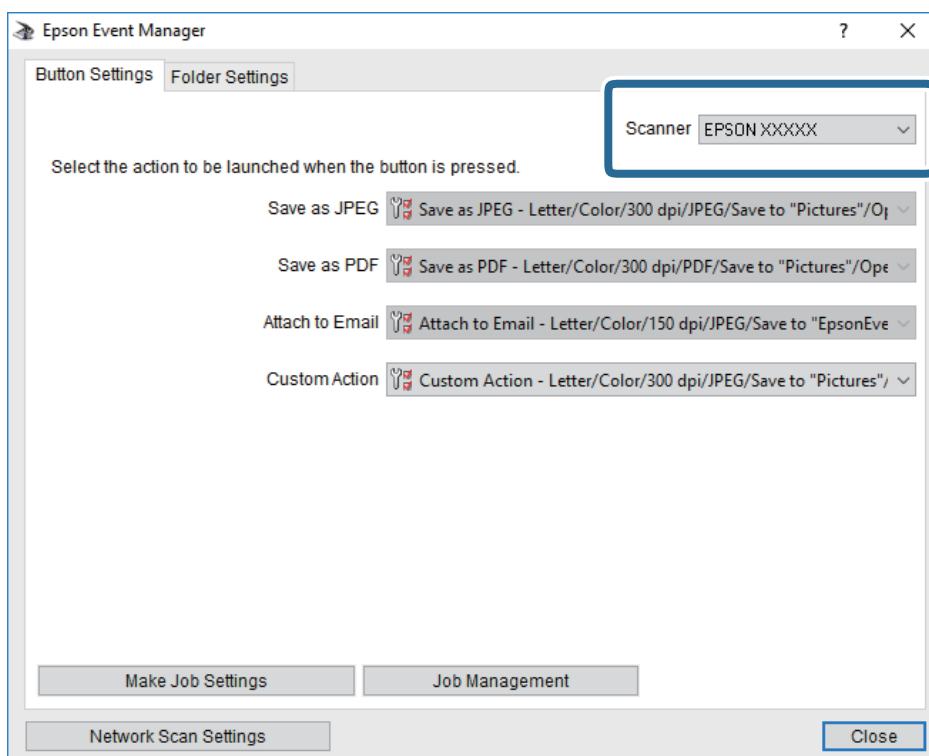 Epson Event Manager
?
Button Settings Folder Settings
Scanner EPSON XXXXX
Select the action to be launched when the button is pressed.
Save as JPEG Save as JPEG - Letter/Color/300 dpi/JPEG/Save to "Pictures"/Op
Save as PDF Save as PDF - Letter/Color/300 dpi/PDF/Save to "Pictures"/Ope
Attach to Email Attach to Email - Letter/Color/150 dpi/JPEG/Save to "EpsonEve
Custom Action Custom Action - Letter/Color/300 dpi/JPEG/Save to "Pictures"/
Make Job Settings Job Management
Network Scan Settings Close